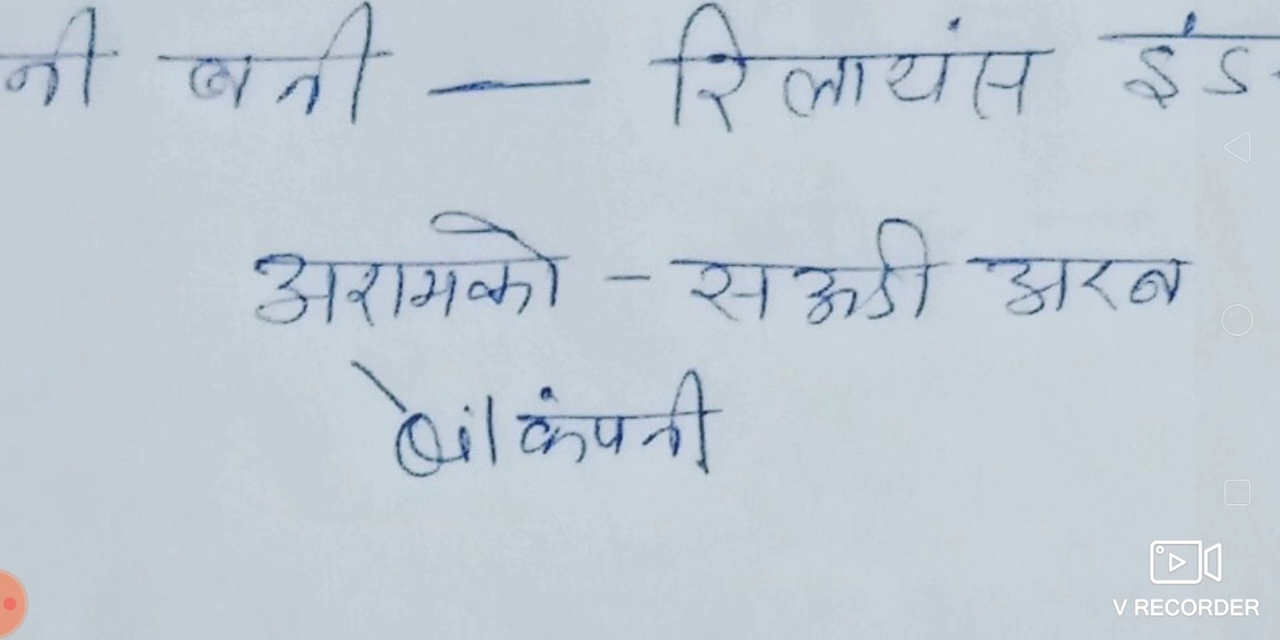 नी बनी — रिलायंस इंड
अरामको - सऊदी अरब
Oil कंपनी
V RECORDER